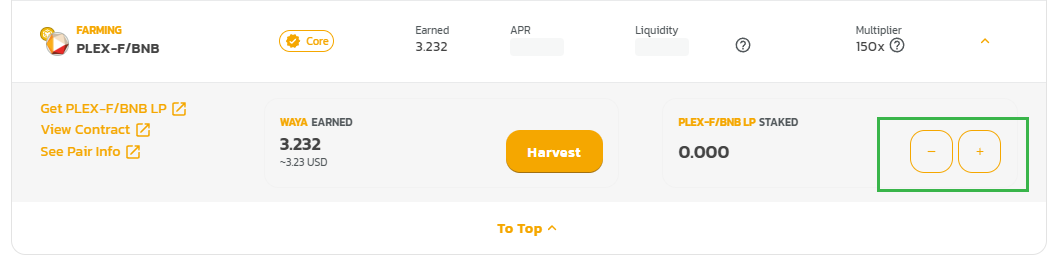 FARMING
PLEX-F/BNB
Core
Earned
3.232
APR
Liquidity
Multiplier
150x
Get PLEX-F/BNB LP
View Contract
See Pair Info
WAYA EARNED
3.232
~3.23 USD
Harvest
PLEX-F/BNB LP STAKED
0.000
−
+
To Top